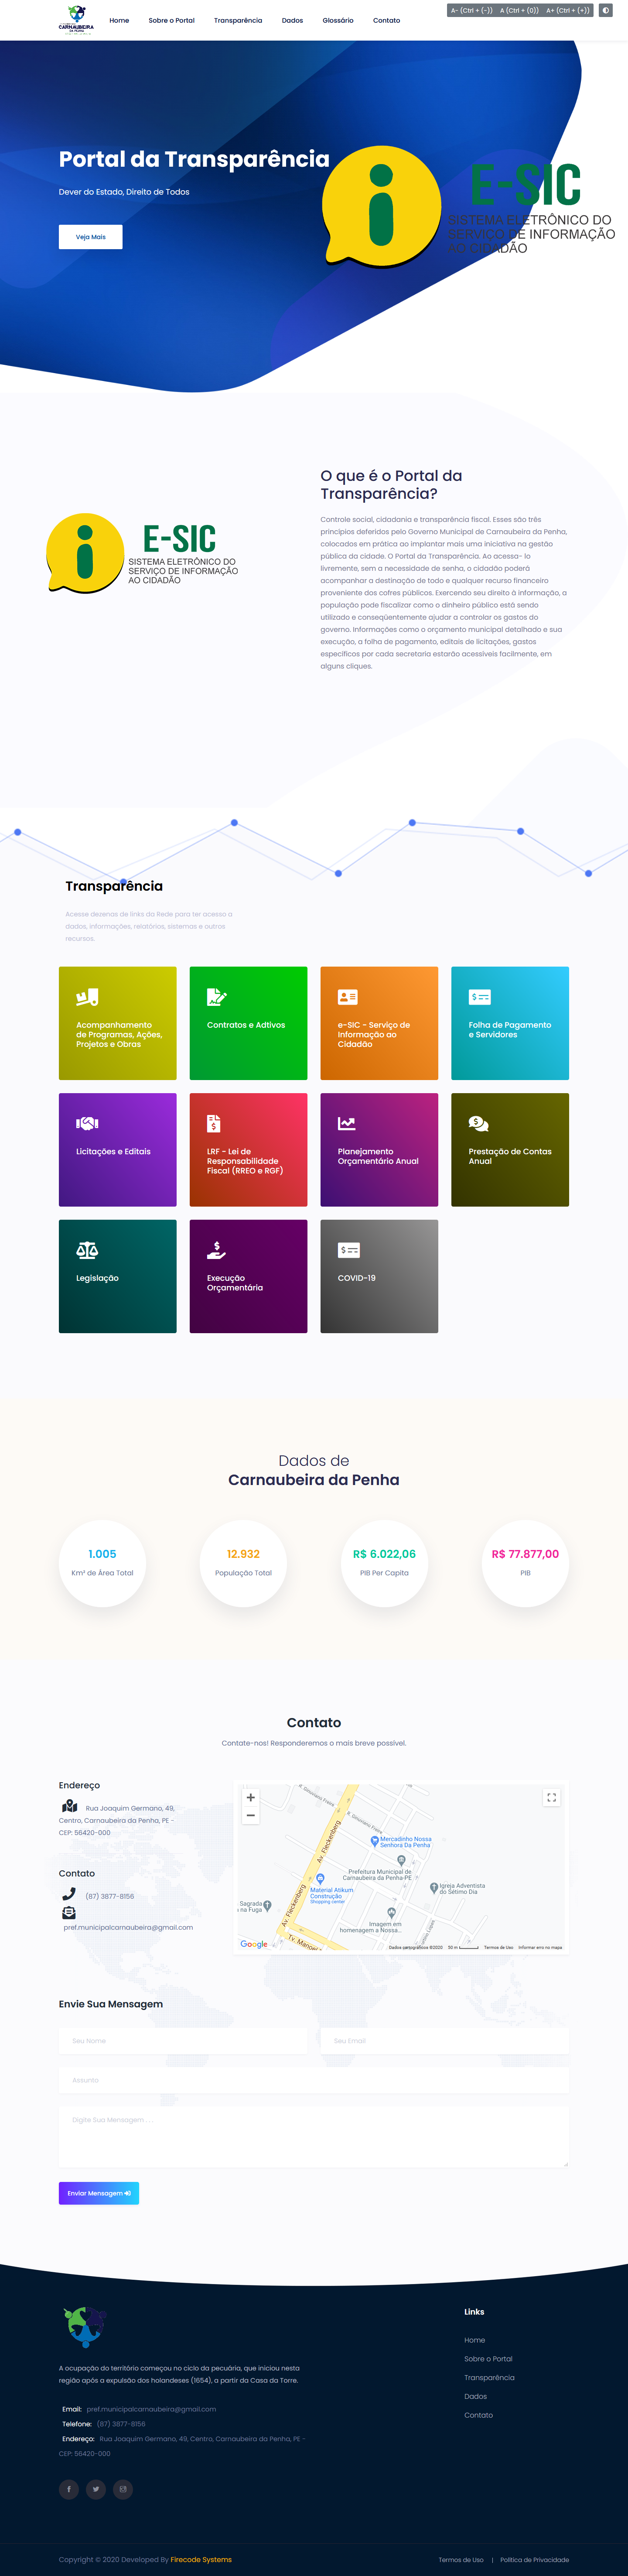 CARNAUBEIRA
DA PENHA
Home
Sobre o Portal
Transparência
Dados
Glossário
Contato
A- (Ctrl + (-))
A (Ctrl + (0))
A+ (Ctrl + (+))
Portal da Transparência
Dever do Estado, Direito de Todos
Veja Mais
E-SIC
SISTEMA ELETRÔNICO DO
SERVIÇO DE INFORMAÇÃO
AO CIDADÃO
E-SIC
SISTEMA ELETRÔNICO DO
SERVIÇO DE INFORMAÇÃO
AO CIDADÃO
O que é o Portal da
Transparência?
Controle social, cidadania e transparência fiscal. Esses são três
princípios deferidos pelo Governo Municipal de Carnaubeira da Penha,
colocados em prática ao implantar mais uma iniciativa na gestão
pública da cidade. O Portal da Transparência. Ao acessa- lo
livremente, sem a necessidade de senha, o cidadão poderá
acompanhar a destinação de todo e qualquer recurso financeiro
proveniente dos cofres públicos. Exercendo seu direito á informação, a
população pode fiscalizar como o dinheiro público está sendo
utilizado e conseqüentemente ajudar a controlar os gastos do
governo. Informações como o orçamento municipal detalhado e sua
execução, a folha de pagamento, editais de licitações, gastos
específicos por cada secretaria estarão acessíveis facilmente, em
alguns cliques.
Transparência
Acesse dezenas de links da Rede para ter acesso a
dados, informações, relatórios, sistemas e outros
recursos.
Acompanhamento
de Programas, Ações,
Projetos e Obras
Contratos e Aditivos
e-SIC - Serviço de
Informação ao
Cidadão
Folha de Pagamento
e Servidores
Licitações e Editais
LRF - Lei de
Responsabilidade
Fiscal (RREO e RGF)
Planejamento
Orçamentário Anual
Prestação de Contas
Anual
Legislação
Execução
Orçamentária
COVID-19
Dados de
Carnaubeira da Penha
1.005
Km² de Área Total
12.932
População Total
R$ 6.022,06
PIB Per Capita
R$ 77.877,00
PIB
Contato
Contate-nos! Responderemos o mais breve possível.
Endereço
Rua Joaquim Germano, 49,
Centro, Carnaubeira da Penha, PE -
CEP: 56420-000
Contato
(87) 3877-8156
pref.municipalcarnaubeira@gmail.com
R. Girsomano Freire
R. Girsomano Freire
Av. Fleckenberg
Mercadinho Nossa
Senhora Da Penha
Prefeitura Municipal de
Carnaubeira da Penha-PE
Material Atikum
Construção
Shopping center
Igreja Adventista
do Sétimo Dia
Sagrada
na Fuga
Av. Fleckenberg
Imagem em
homenagem a Nossa...
Tv. Manoel
Google
Dados cartográficos ©2020
50 m
Termos de Uso
Informar erro no mapa
Envie Sua Mensagem
Seu Nome
Seu Email
Assunto
Digite Sua Mensagem . . .
Enviar Mensagem
A ocupação do território começou no ciclo da pecuária, que iniciou nesta
região após a expulsão dos holandeses (1654), a partir da Casa da Torre.
Email: pref.municipalcarnaubeira@gmail.com
Telefone: (87) 3877-8156
Endereço: Rua Joaquim Germano, 49, Centro, Carnaubeira da Penha, PE -
CEP: 56420-000
Links
Home
Sobre o Portal
Transparência
Dados
Contato
Copyright © 2020 Developed By Firecode Systems
Termos de Uso | Política de Privacidade